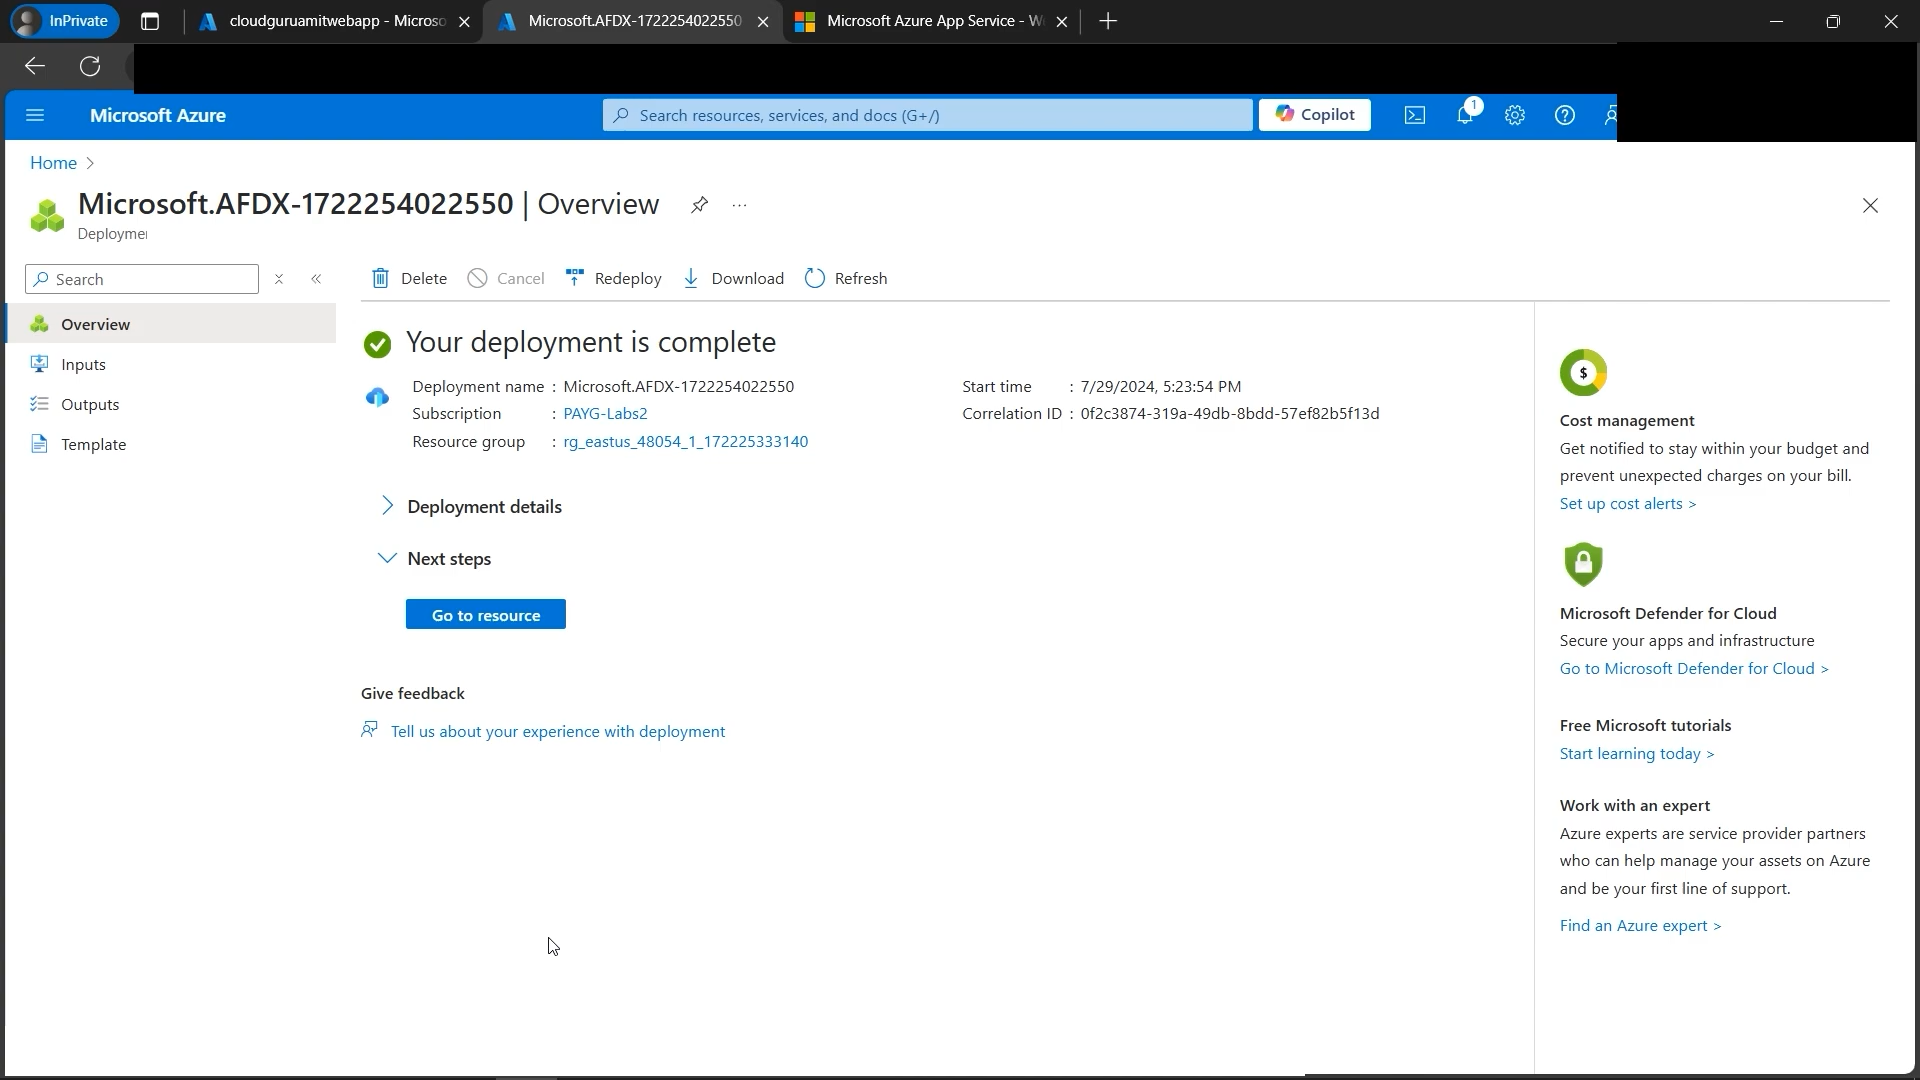 InPrivate
cloudguruamitwebapp - Microso
Microsoft.AFDX-1722254022550
Microsoft Azure App Service - W
Microsoft Azure
Search resources, services, and docs (G+/)
Copilot
1
Home >
Microsoft.AFDX-1722254022550 | Overview
Deploymen
Search
Overview
Inputs
Outputs
Template
Delete
Cancel
Redeploy
Download
Refresh
Your deployment is complete
Deployment name : Microsoft.AFDX-1722254022550
Subscription : PAYG-Labs2
Resource group : rg_eastus_48054_1_172225333140
Start time : 7/29/2024, 5:23:54 PM
Correlation ID : 0f2c3874-319a-49db-8bdd-57ef82b5f13d
Deployment details
Next steps
Go to resource
Give feedback
Tell us about your experience with deployment
$
Cost management
Get notified to stay within your budget and
prevent unexpected charges on your bill.
Set up cost alerts >
Microsoft Defender for Cloud
Secure your apps and infrastructure
Go to Microsoft Defender for Cloud >
Free Microsoft tutorials
Start learning today >
Work with an expert
Azure experts are service provider partners
who can help manage your assets on Azure
and be your first line of support.
Find an Azure expert >